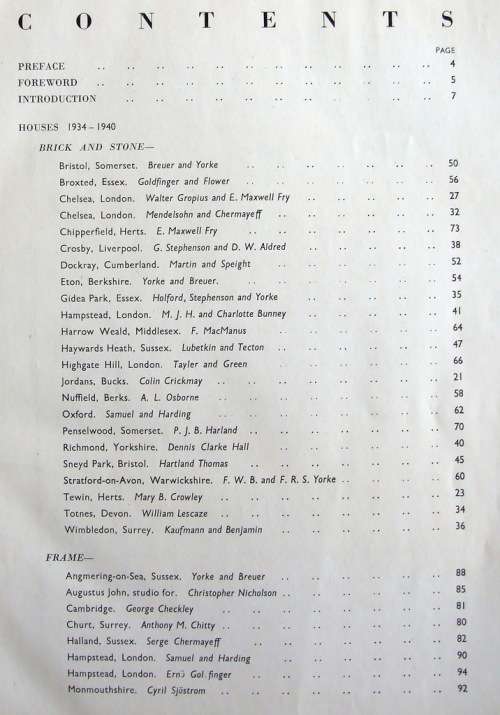 CONTENTS
PAGE
PREFACE .. .. .. .. .. .. .. .. .. .. .. 4
FOREWORD .. .. .. .. .. .. .. .. .. .. .. 5
INTRODUCTION .. .. .. .. .. .. .. .. .. .. 7
HOUSES 1934–1940
BRICK AND STONE—
Bristol, Somerset. Breuer and Yorke .. .. .. .. .. .. 50
Broxted, Essex. Goldfinger and Flower .. .. .. .. .. .. 56
Chelsea, London. Walter Gropius and E. Maxwell Fry .. .. .. .. 27
Chelsea, London. Mendelsohn and Chermayeff .. .. .. .. .. 32
Chipperfield, Herts. E. Maxwell Fry .. .. .. .. .. .. 73
Crosby, Liverpool. G. Stephenson and D. W. Aldred .. .. .. .. 38
Dockray, Cumberland. Martin and Speight .. .. .. .. .. 52
Eton, Berkshire. Yorke and Breuer. .. .. .. .. .. .. 54
Gidea Park, Essex. Holford, Stephenson and Yorke .. .. .. .. 35
Hampstead, London. M. J. H. and Charlotte Bunney .. .. .. .. 41
Harrow Weald, Middlesex. F. MacManus .. .. .. .. .. 64
Haywards Heath, Sussex. Lubetkin and Tecton .. .. .. .. .. 47
Highgate Hill, London. Tayler and Green .. .. .. .. .. 66
Jordans, Bucks. Colin Crickmay .. .. .. .. .. .. .. 21
Nuffield, Berks. A. L. Osborne .. .. .. .. .. .. .. 58
Oxford. Samuel and Harding .. .. .. .. .. .. .. 62
Penselwood, Somerset. P. J. B. Harland .. .. .. .. .. .. 70
Richmond, Yorkshire. Dennis Clarke Hall .. .. .. .. .. 40
Sneyd Park, Bristol. Hartland Thomas .. .. .. .. .. .. 45
Stratford-on-Avon, Warwickshire. F. W. B. and F. R. S. Yorke .. .. .. .. 60
Tewin, Herts. Mary B. Crowley .. .. .. .. .. .. .. 23
Totnes, Devon. William Lescaze .. .. .. .. .. .. .. 34
Wimbledon, Surrey. Kaufmann and Benjamin .. .. .. .. .. 36
FRAME—
Angmering-on-Sea, Sussex. Yorke and Breuer .. .. .. .. .. 88
Augustus John, studio for. Christopher Nicholson .. .. .. .. .. 85
Cambridge. George Checkley .. .. .. .. .. .. .. 81
Churt, Surrey. Anthony M. Chitty .. .. .. .. .. .. .. 80
Halland, Sussex. Serge Chermayeff .. .. .. .. .. .. 82
Hampstead, London. Samuel and Harding .. .. .. .. .. 90
Hampstead, London. Ernö Gol finger .. .. .. .. .. .. 94
Monmouthshire. Cyril Sjöstrom .. .. .. .. .. .. .. 92